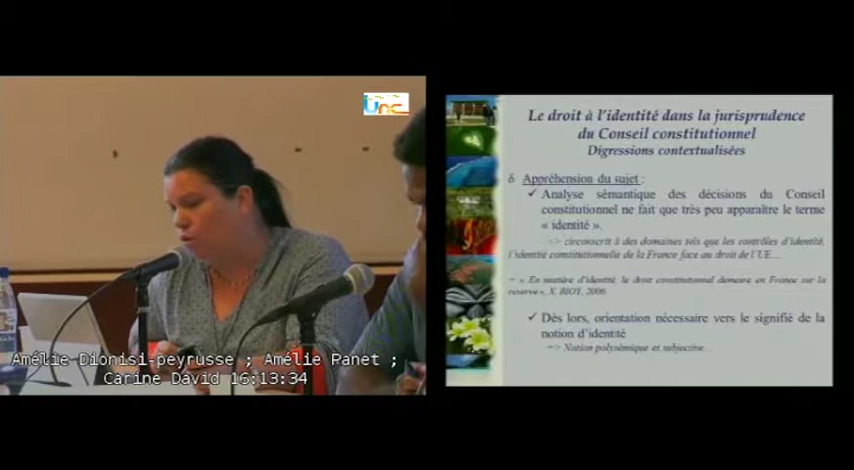 unc
Amélie Dionisi-peyrusse ; Amélie Panet ;
Carine David 16:13:34
Le droit à l'identité dans la jurisprudence
du Conseil constitutionnel
Digressions contextualisées
Appréhension du sujet :
✓ Analyse sémantique des décisions du Conseil
constitutionnel ne fait que très peu apparaître le terme
« identité ».
=> circonscrit à des domaines tels que les contrôles d'identité,
l'identité constitutionnelle de la France face au droit de l'UE...
« En matière d'identité, le droit constitutionnel demeure en France sur la
réserve », X. BIOY, 2006
✓ Dès lors, orientation nécessaire vers le signifié de la
notion d'identité
=> Notion polysémique et subjective...